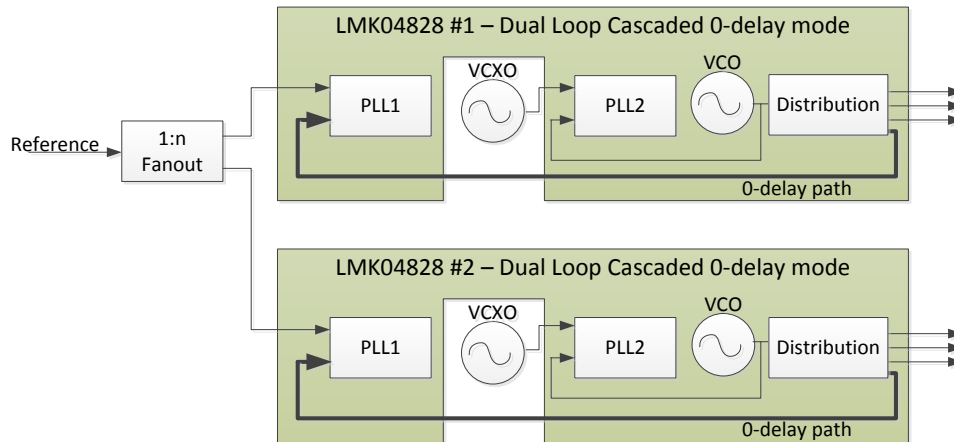 LMK04828 #1 – Dual Loop Cascaded 0-delay mode
VCXO
VCO
PLL1
PLL2
Distribution
Reference
1:n
Fanout
0-delay path
LMK04828 #2 – Dual Loop Cascaded 0-delay mode
VCXO
VCO
PLL1
PLL2
Distribution
0-delay path